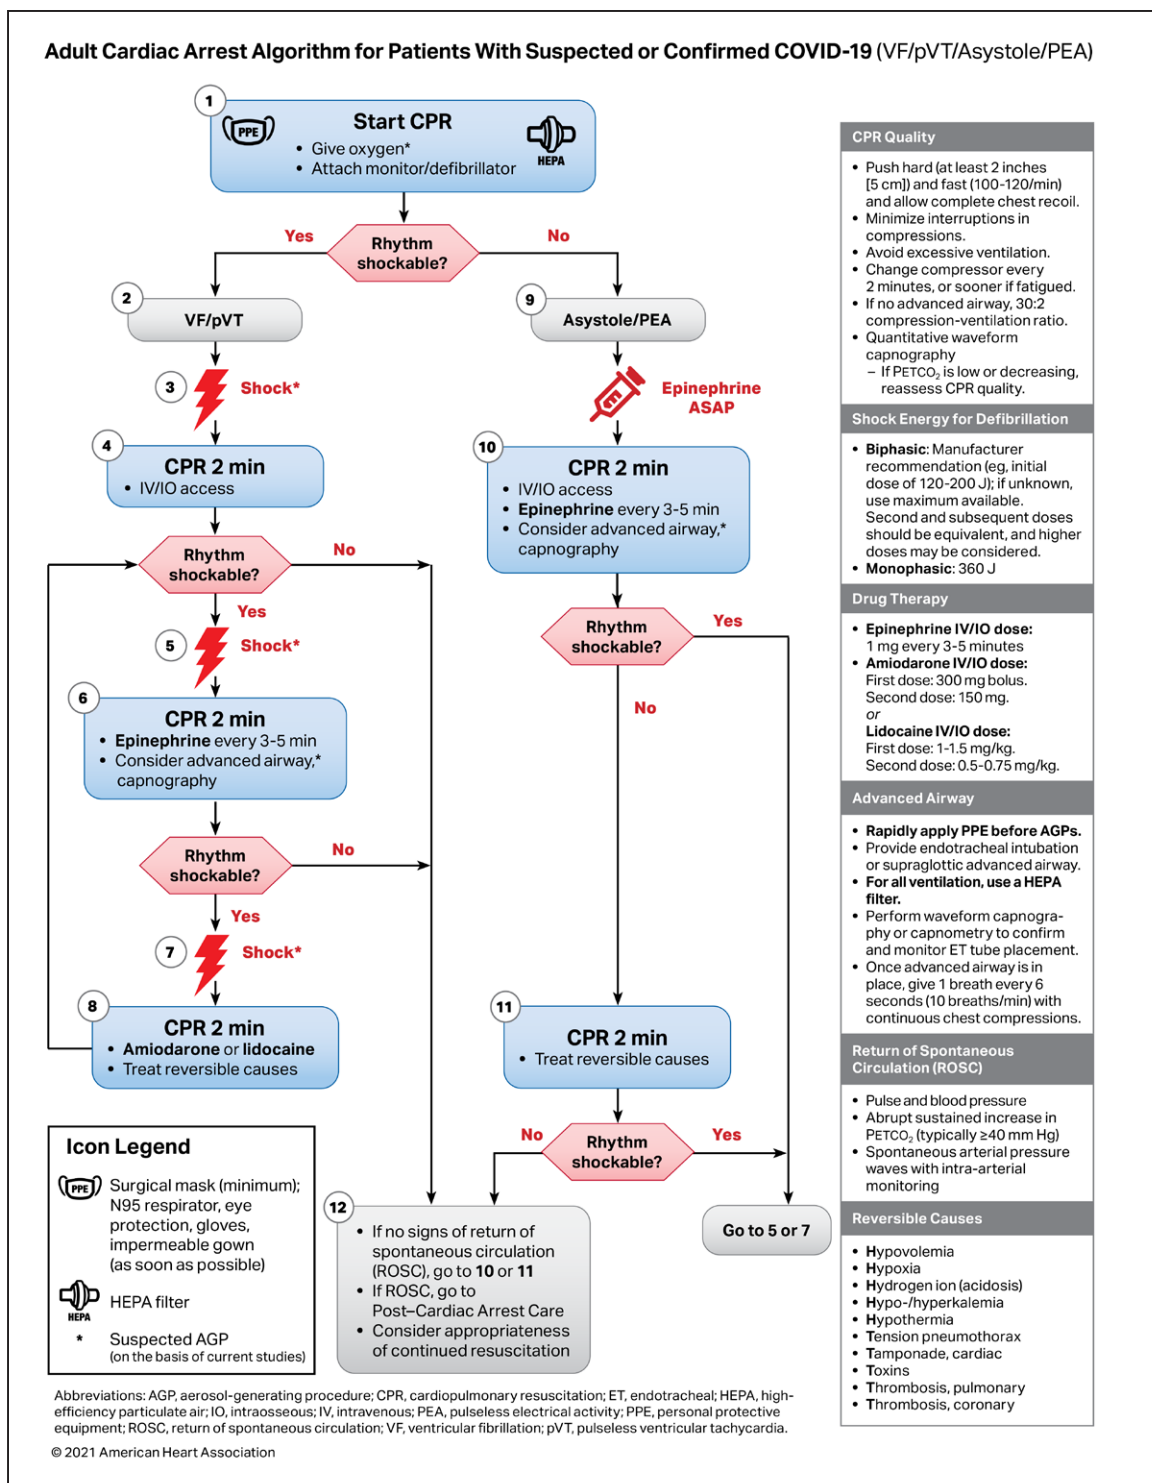 Adult Cardiac Arrest Algorithm for Patients With Suspected or Confirmed COVID-19 (VF/pVT/Asystole/PEA)
1
PPE
Start CPR
• Give oxygen*
• Attach monitor/defibrillator
HEPA
Rhythm
shockable?
Yes
No
2
VF/pVT
3
Shock*
4
CPR 2 min
• IV/IO access
Rhythm
shockable?
No
Yes
5
Shock*
6
CPR 2 min
• Epinephrine every 3-5 min
• Consider advanced airway,*
capnography
Rhythm
shockable?
No
Yes
7
Shock*
8
CPR 2 min
• Amiodarone or lidocaine
• Treat reversible causes
9
Asystole/PEA
Epinephrine
ASAP
10
CPR 2 min
• IV/IO access
• Epinephrine every 3-5 min
• Consider advanced airway,*
capnography
Rhythm
shockable?
Yes
No
11
CPR 2 min
• Treat reversible causes
Rhythm
shockable?
No
Yes
12
• If no signs of return of
spontaneous circulation
(ROSC), go to 10 or 11
• If ROSC, go to
Post–Cardiac Arrest Care
• Consider appropriateness
of continued resuscitation
Go to 5 or 7
CPR Quality
• Push hard (at least 2 inches
[5 cm]) and fast (100-120/min)
and allow complete chest recoil.
• Minimize interruptions in
compressions.
• Avoid excessive ventilation.
• Change compressor every
2 minutes, or sooner if fatigued.
• If no advanced airway, 30:2
compression-ventilation ratio.
• Quantitative waveform
capnography
– If PETCO₂ is low or decreasing,
reassess CPR quality.
Shock Energy for Defibrillation
• Biphasic: Manufacturer
recommendation (eg, initial
dose of 120-200 J); if unknown,
use maximum available.
Second and subsequent doses
should be equivalent, and higher
doses may be considered.
• Monophasic: 360 J
Drug Therapy
• Epinephrine IV/IO dose:
1 mg every 3-5 minutes
• Amiodarone IV/IO dose:
First dose: 300 mg bolus.
Second dose: 150 mg.
or
Lidocaine IV/IO dose:
First dose: 1-1.5 mg/kg.
Second dose: 0.5-0.75 mg/kg.
Advanced Airway
• Rapidly apply PPE before AGPs.
• Provide endotracheal intubation
or supraglottic advanced airway.
• For all ventilation, use a HEPA
filter.
• Perform waveform capnogra-
phy or capnometry to confirm
and monitor ET tube placement.
• Once advanced airway is in
place, give 1 breath every 6
seconds (10 breaths/min) with
continuous chest compressions.
Return of Spontaneous
Circulation (ROSC)
• Pulse and blood pressure
• Abrupt sustained increase in
PETCO₂ (typically ≥40 mm Hg)
• Spontaneous arterial pressure
waves with intra-arterial
monitoring
Reversible Causes
• Hypovolemia
• Hypoxia
• Hydrogen ion (acidosis)
• Hypo-/hyperkalemia
• Hypothermia
• Tension pneumothorax
• Tamponade, cardiac
• Toxins
• Thrombosis, pulmonary
• Thrombosis, coronary
Icon Legend
PPE
Surgical mask (minimum);
N95 respirator, eye
protection, gloves,
impermeable gown
(as soon as possible)
HEPA
HEPA filter
* Suspected AGP
(on the basis of current studies)
Abbreviations: AGP, aerosol-generating procedure; CPR, cardiopulmonary resuscitation; ET, endotracheal; HEPA, high-
efficiency particulate air; IO, intraosseous; IV, intravenous; PEA, pulseless electrical activity; PPE, personal protective
equipment; ROSC, return of spontaneous circulation; VF, ventricular fibrillation; pVT, pulseless ventricular tachycardia.
© 2021 American Heart Association